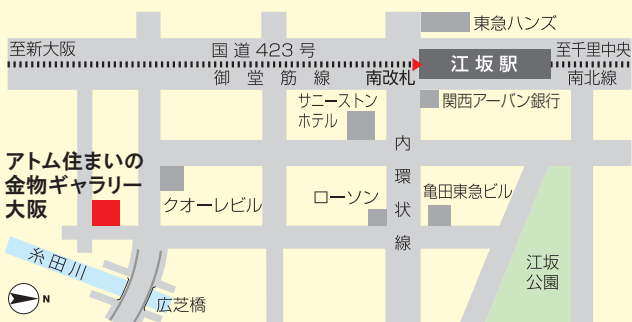 東急ハンズ
至新大阪
国道 423 号
至千里中央
江坂駅
御堂筋線
南改札
南北線
サニーストン
ホテル
関西アーバン銀行
内環状線
アトム住まいの
金物ギャラリー
大阪
クオーレビル
ローソン
亀田東急ビル
糸田川
江坂
公園
広芝橋
N